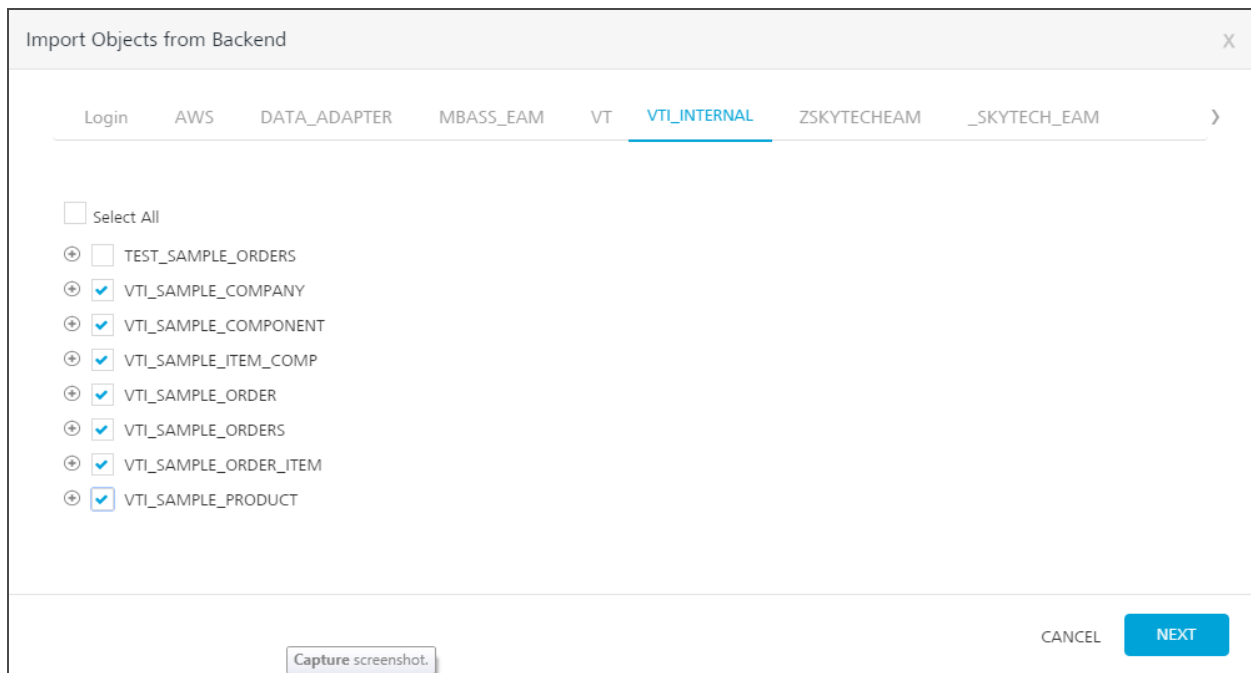 Import Objects from Backend X
Login AWS DATA_ADAPTER MBASS_EAM VT VTI_INTERNAL ZSKYTECHEAM _SKYTECH_EAM
Select All
TEST_SAMPLE_ORDERS
VTI_SAMPLE_COMPANY
VTI_SAMPLE_COMPONENT
VTI_SAMPLE_ITEM_COMP
VTI_SAMPLE_ORDER
VTI_SAMPLE_ORDERS
VTI_SAMPLE_ORDER_ITEM
VTI_SAMPLE_PRODUCT
CANCEL NEXT
Capture screenshot.